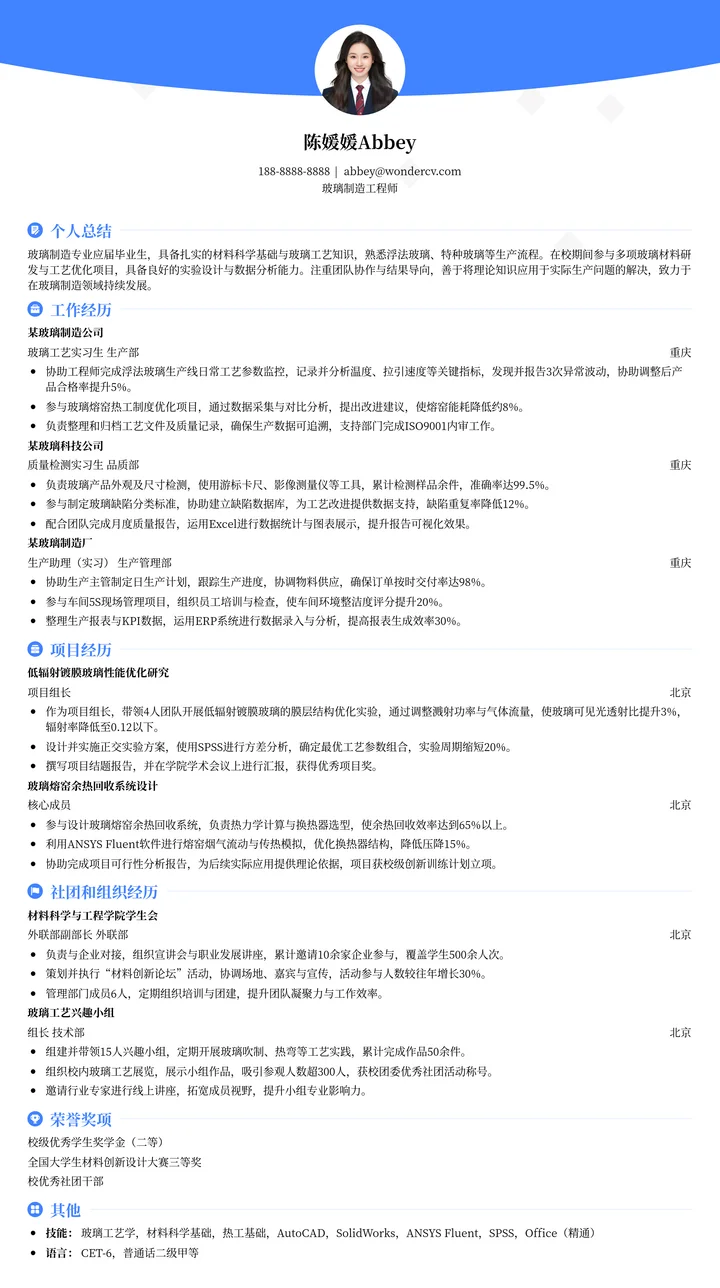 陈媛媛Abbey
188-8888-8888 | abbey@wondercv.com
玻璃制造工程师
个人总结
玻璃制造专业应届毕业生，具备扎实的材料科学基础与玻璃工艺知识，熟悉浮法玻璃、特种玻璃等生产流程。在校期间参与多项玻璃材料研
发与工艺优化项目，具备良好的实验设计与数据分析能力。注重团队协作与结果导向，善于将理论知识应用于实际生产问题的解决，致力于
在玻璃制造领域持续发展。
工作经历
某玻璃制造公司
玻璃工艺实习生 生产部 重庆
• 协助工程师完成浮法玻璃生产线日常工艺参数监控，记录并分析温度、拉引速度等关键指标，发现并报告3次异常波动，协助调整后产
品合格率提升5%。
• 参与玻璃熔窑热工制度优化项目，通过数据采集与对比分析，提出改进建议，使熔窑能耗降低约8%。
• 负责整理和归档工艺文件及质量记录，确保生产数据可追溯，支持部门完成ISO9001内审工作。
某玻璃科技公司
质量检测实习生 品质部 重庆
• 负责玻璃产品外观及尺寸检测，使用游标卡尺、影像测量仪等工具，累计检测样品余件，准确率达99.5%。
• 参与制定玻璃缺陷分类标准，协助建立缺陷数据库，为工艺改进提供数据支持，缺陷重复率降低12%。
• 配合团队完成月度质量报告，运用Excel进行数据统计与图表展示，提升报告可视化效果。
某玻璃制造厂
生产助理（实习） 生产管理部 重庆
• 协助生产主管制定日生产计划，跟踪生产进度，协调物料供应，确保订单按时交付率达98%。
• 参与车间5S现场管理项目，组织员工培训与检查，使车间环境整洁度评分提升20%。
• 整理生产报表与KPI数据，运用ERP系统进行数据录入与分析，提高报表生成效率30%。
项目经历
低辐射镀膜玻璃性能优化研究
项目组长 北京
• 作为项目组长，带领4人团队开展低辐射镀膜玻璃的膜层结构优化实验，通过调整溅射功率与气体流量，使玻璃可见光透射比提升3%，
辐射率降低至0.12以下。
• 设计并实施正交实验方案，使用SPSS进行方差分析，确定最优工艺参数组合，实验周期缩短20%。
• 撰写项目结题报告，并在学院学术会议上进行汇报，获得优秀项目奖。
玻璃熔窑余热回收系统设计
核心成员 北京
• 参与设计玻璃熔窑余热回收系统，负责热力学计算与换热器选型，使余热回收效率达到65%以上。
• 利用ANSYS Fluent软件进行熔窑烟气流动与传热模拟，优化换热器结构，降低压降15%。
• 协助完成项目可行性分析报告，为后续实际应用提供理论依据，项目获校级创新训练计划立项。
社团和组织经历
材料科学与工程学院学生会
外联部副部长 外联部 北京
• 负责与企业对接，组织宣讲会与职业发展讲座，累计邀请10余家企业参与，覆盖学生500余人次。
• 策划并执行“材料创新论坛”活动，协调场地、嘉宾与宣传，活动参与人数较往年增长30%。
• 管理部门成员6人，定期组织培训与团建，提升团队凝聚力与工作效率。
玻璃工艺兴趣小组
组长 技术部 北京
• 组建并带领15人兴趣小组，定期开展玻璃吹制、热弯等工艺实践，累计完成作品50余件。
• 组织校内玻璃工艺展览，展示小组作品，吸引参观人数超300人，获校团委优秀社团活动称号。
• 邀请行业专家进行线上讲座，拓宽成员视野，提升小组专业影响力。
荣誉奖项
校级优秀学生奖学金（二等）
全国大学生材料创新设计大赛三等奖
校优秀社团干部
其他
• 技能： 玻璃工艺学，材料科学基础，热工基础，AutoCAD，SolidWorks，ANSYS Fluent，SPSS，Office（精通）
• 语言： CET-6，普通话二级甲等